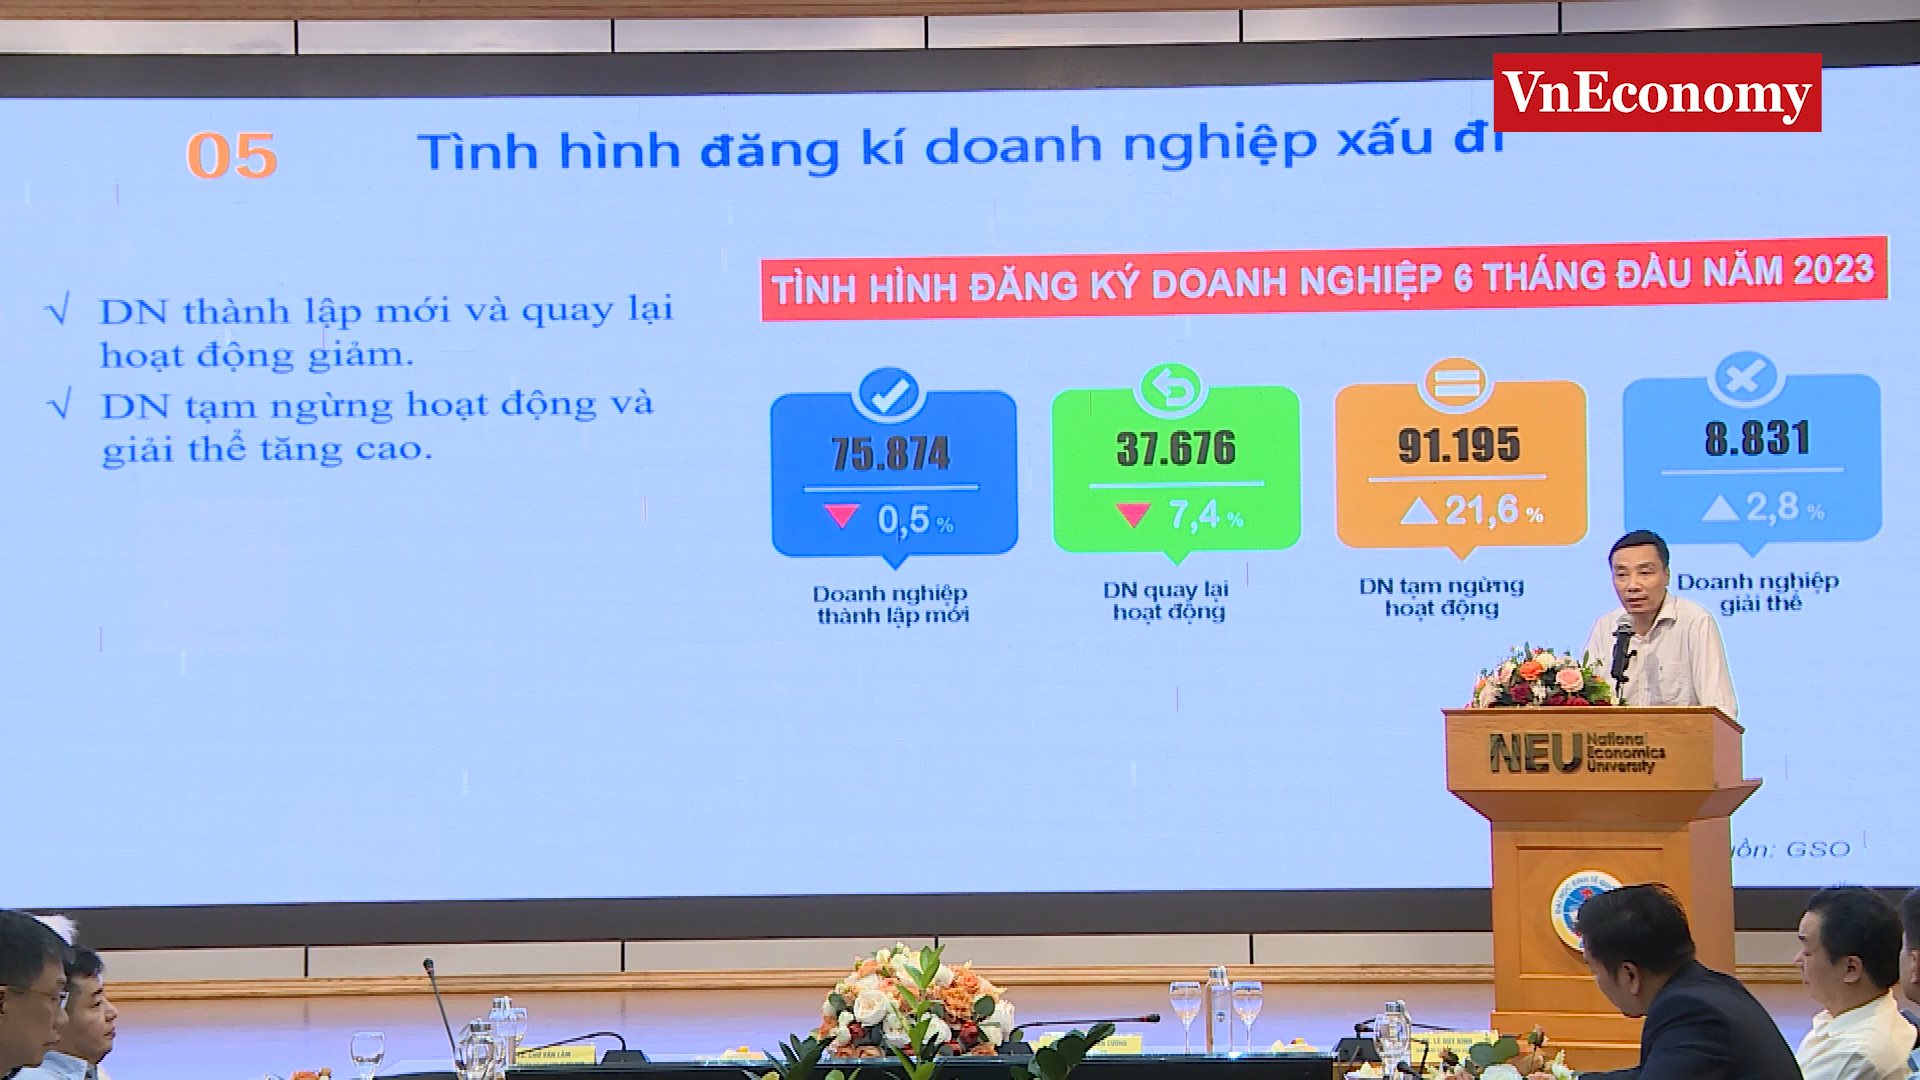 VnEconomy
05 Tình hình đăng kí doanh nghiệp xấu đi
TÌNH HÌNH ĐĂNG KÝ DOANH NGHIỆP 6 THÁNG ĐẦU NĂM 2023
√ DN thành lập mới và quay lại
hoạt động giảm.
√ DN tạm ngừng hoạt động và
giải thể tăng cao.
75.874
0,5 %
Doanh nghiệp
thành lập mới
37.676
7,4 %
DN quay lại
hoạt động
91.195
21,6 %
DN tạm ngừng
hoạt động
8.831
2,8 %
Doanh nghiệp
giải thể
NEU National
Economics
University
GSO
CHU VĂN LÂM
CƯỜNG